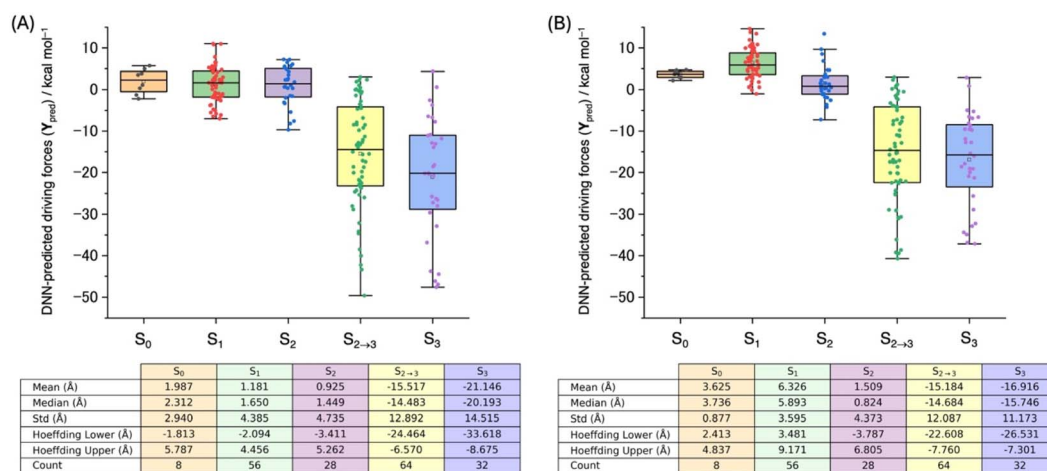 (A)
DNN-predicted driving forces (Y_pred) / kcal mol⁻¹
10
0
−10
−20
−30
−40
−50
S₀ S₁ S₂ S₂→₃ S₃
S₀ S₁ S₂ S₂→₃ S₃
Mean (Å) 1.987 1.181 0.925 -15.517 -21.146
Median (Å) 2.312 1.650 1.449 -14.483 -20.193
Std (Å) 2.940 4.385 4.735 12.892 14.515
Hoeffding Lower (Å) -1.813 -2.094 -3.411 -24.464 -33.618
Hoeffding Upper (Å) 5.787 4.456 5.262 -6.570 -8.675
Count 8 56 28 64 32
(B)
DNN-predicted driving forces (Y_pred) / kcal mol⁻¹
10
0
−10
−20
−30
−40
−50
S₀ S₁ S₂ S₂→₃ S₃
S₀ S₁ S₂ S₂→₃ S₃
Mean (Å) 3.625 6.326 1.509 -15.184 -16.916
Median (Å) 3.736 5.893 0.824 -14.684 -15.746
Std (Å) 0.877 3.595 4.373 12.087 11.173
Hoeffding Lower (Å) 2.413 3.481 -3.787 -22.608 -26.531
Hoeffding Upper (Å) 4.837 9.171 6.805 -7.760 -7.301
Count 8 56 28 64 32